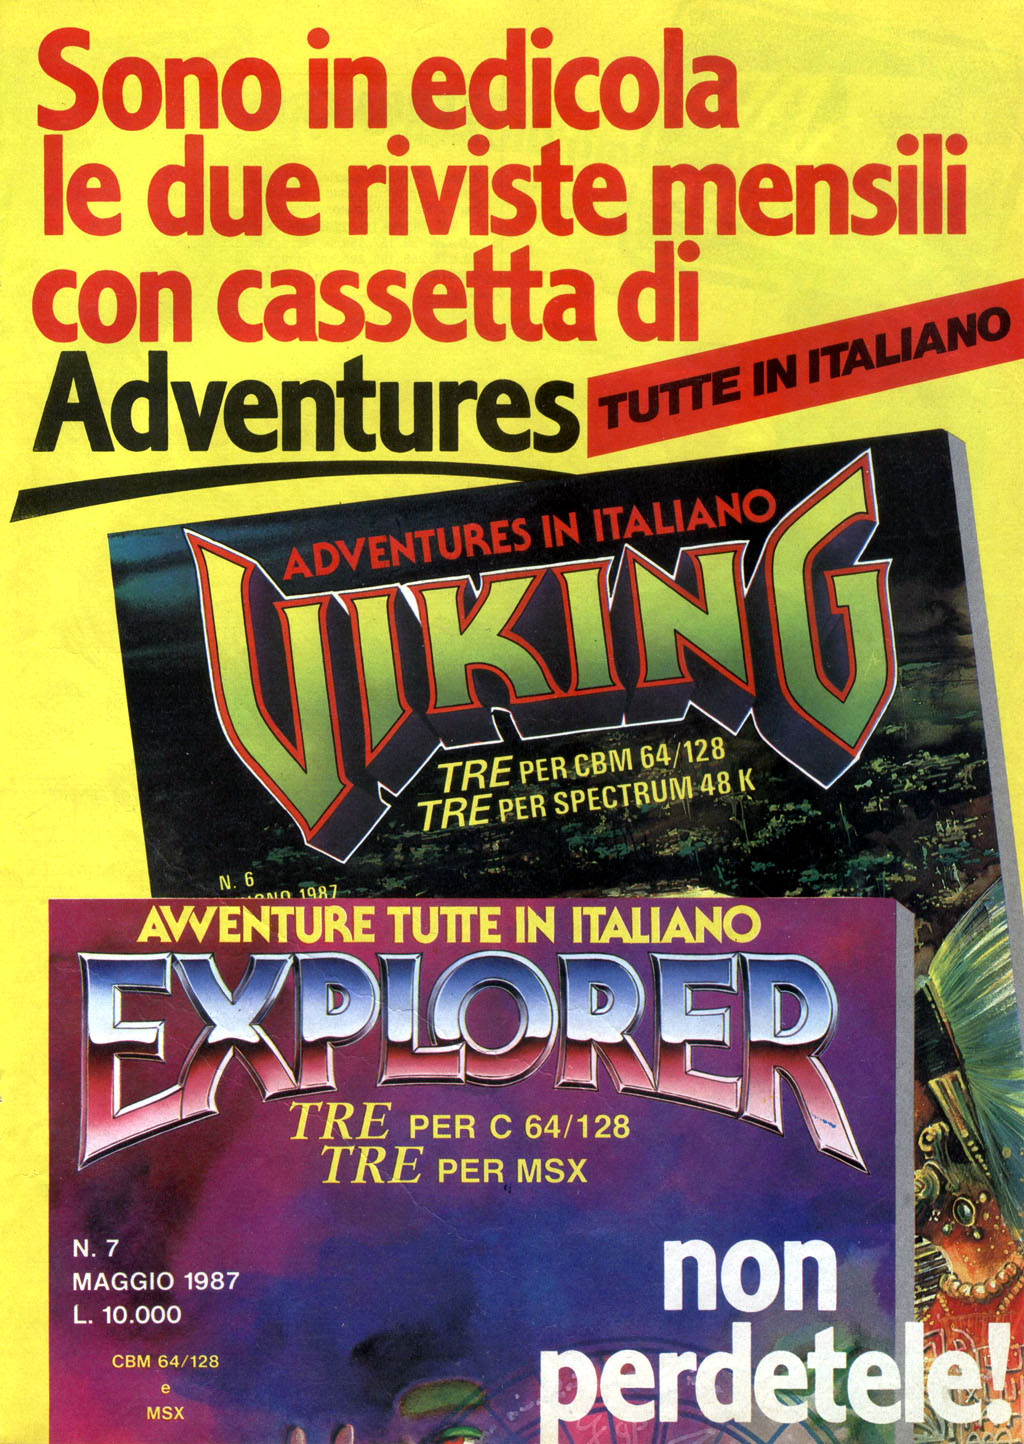 Sono in edicola
le due riviste mensili
con cassetta di
Adventures
TUTTE IN ITALIANO
ADVENTURES IN ITALIANO
VIKING
TRE PER CBM 64/128
TRE PER SPECTRUM 48 K
N. 6
1987
AVVENTURE TUTTE IN ITALIANO
EXPLORER
TRE PER C 64/128
TRE PER MSX
N. 7
MAGGIO 1987
L. 10.000
CBM 64/128
e
MSX
non
perdetele!